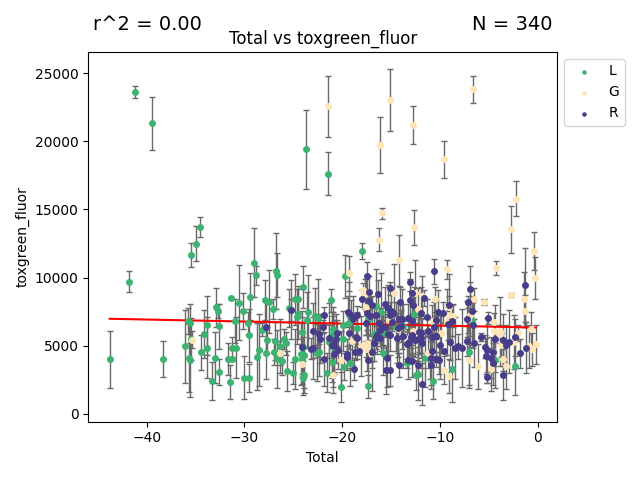 r^2 = 0.00
N = 340
Total vs toxgreen_fluor
25000
20000
15000
10000
5000
0
toxgreen_fluor
−40
−30
−20
−10
0
Total
L
G
R